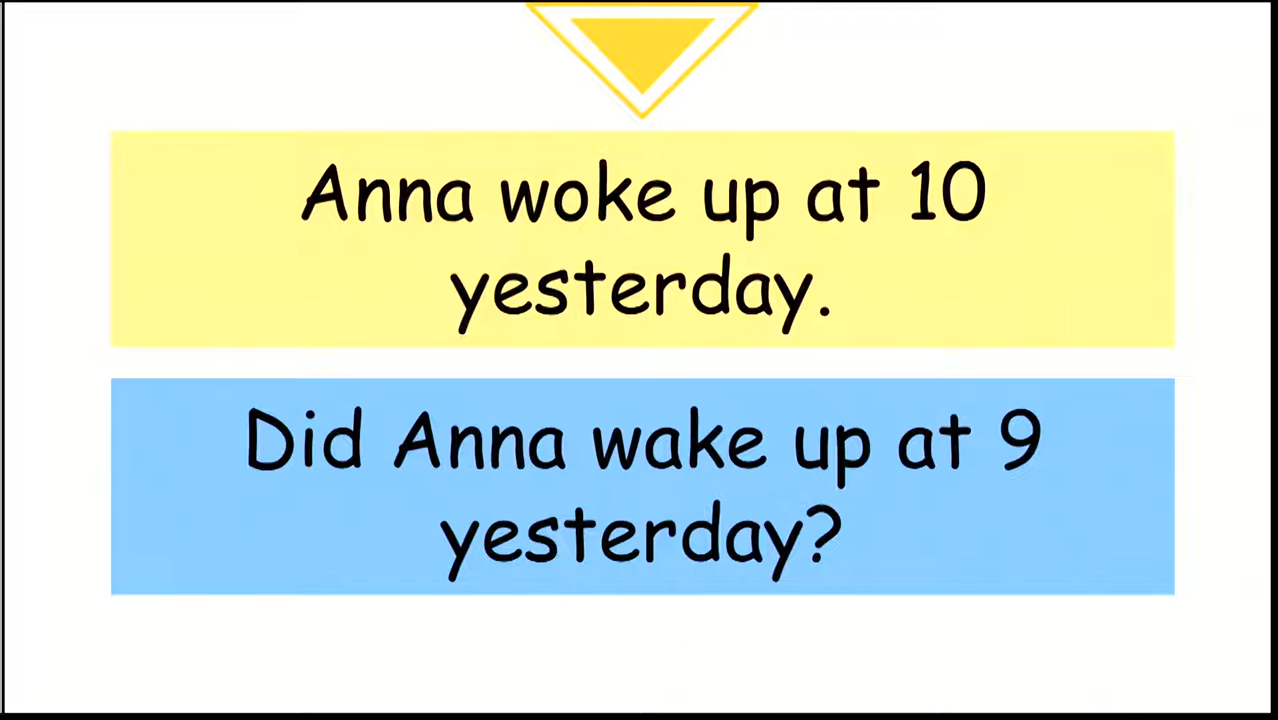 Anna woke up at 10
yesterday.
Did Anna wake up at 9
yesterday?